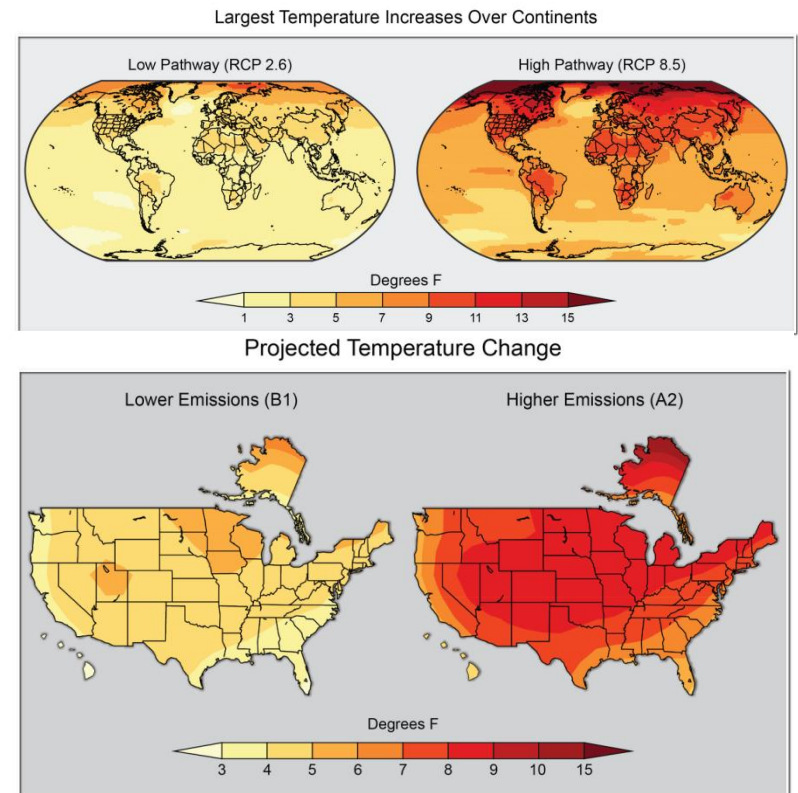 Largest Temperature Increases Over Continents
Low Pathway (RCP 2.6)
High Pathway (RCP 8.5)
Degrees F
1 3 5 7 9 11 13 15
Projected Temperature Change
Lower Emissions (B1)
Higher Emissions (A2)
Degrees F
3 4 5 6 7 8 9 10 15